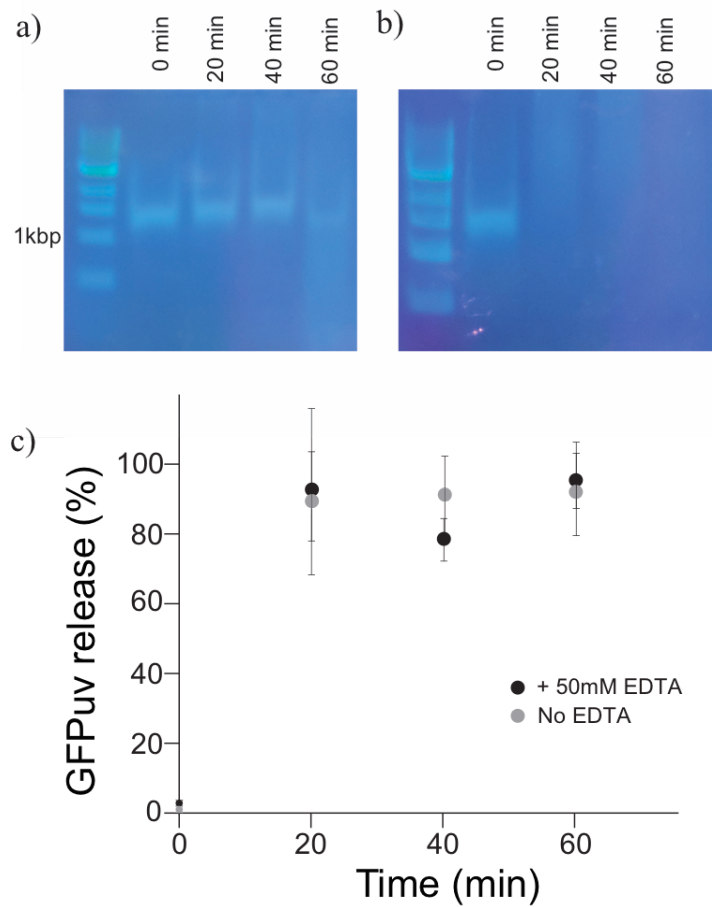 a)
0 min
20 min
40 min
60 min
b)
0 min
20 min
40 min
60 min
1kbp
c)
GFPuv release (%)
100
80
60
40
20
0
+ 50mM EDTA
No EDTA
0
20
40
60
Time (min)